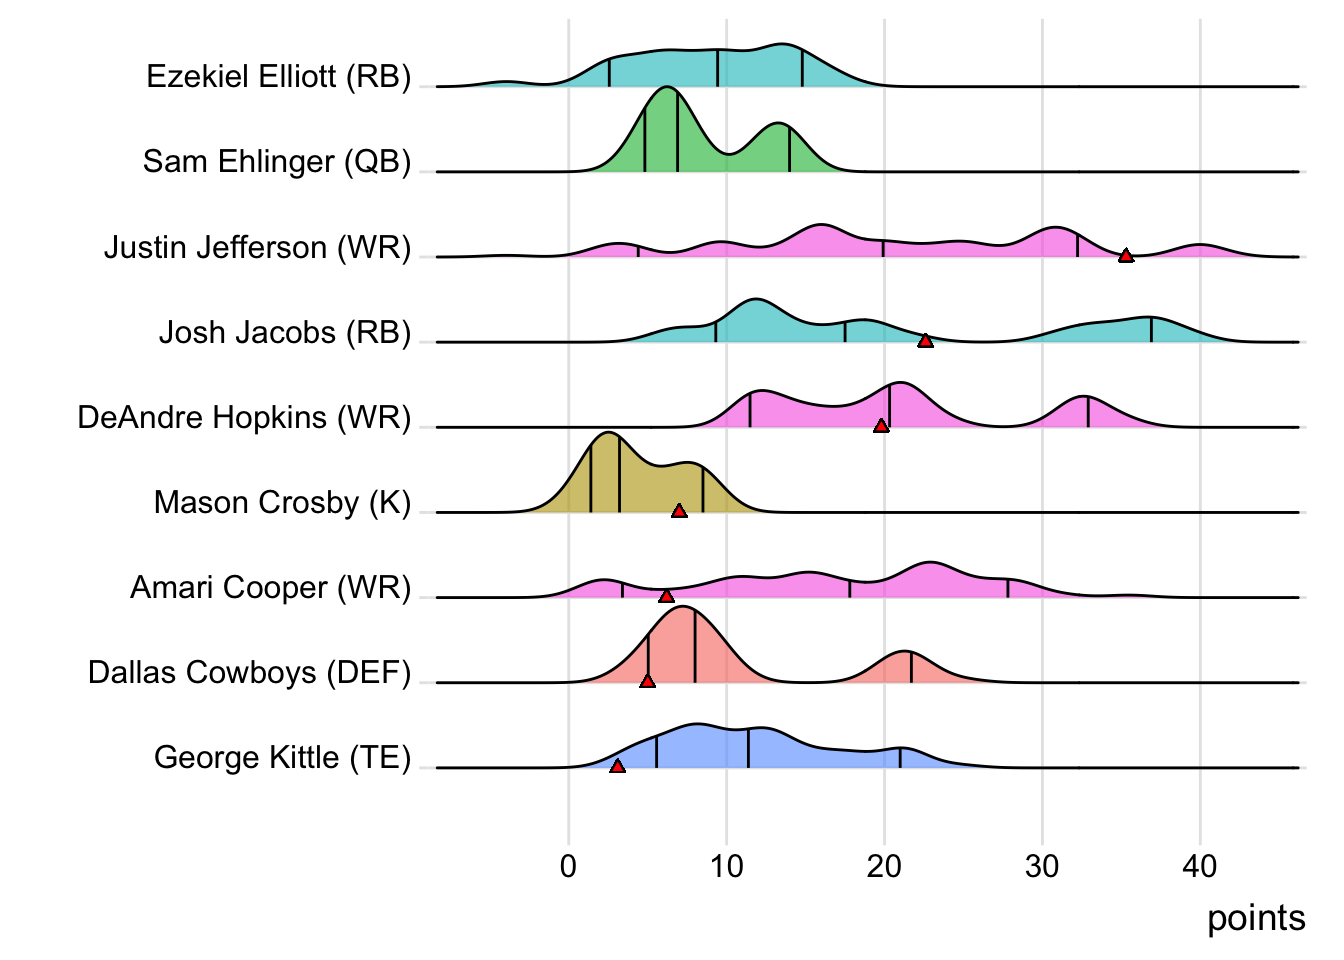 Ezekiel Elliott (RB)
Sam Ehlinger (QB)
Justin Jefferson (WR)
Josh Jacobs (RB)
DeAndre Hopkins (WR)
Mason Crosby (K)
Amari Cooper (WR)
Dallas Cowboys (DEF)
George Kittle (TE)
0 10 20 30 40
points